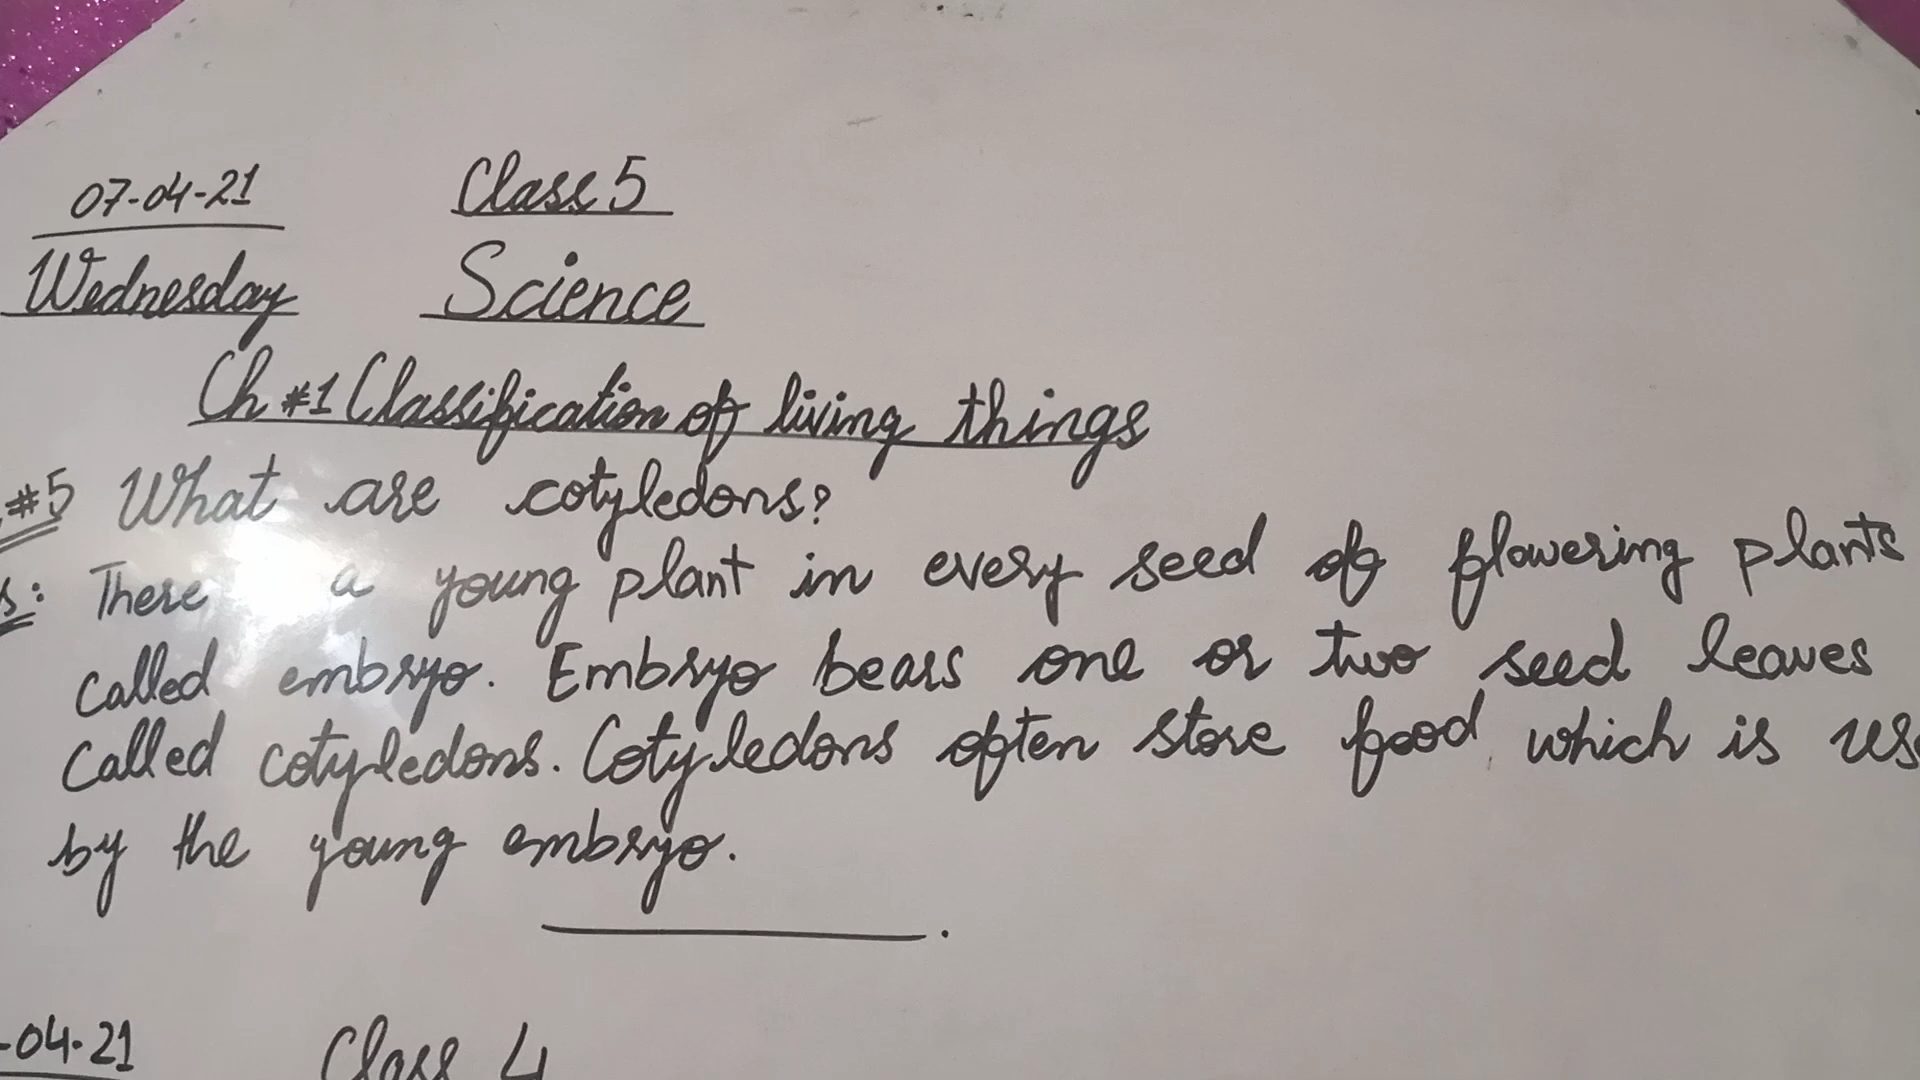 07-04-21 Class 5
Wednesday Science
Ch #1 Classification of living things
#5 What are cotyledons?
s: There a young plant in every seed of flowering plants
called embryo. Embryo bears one or two seed leaves
called cotyledons. Cotyledons often store food which is us
by the young embryo.
-04-21 Class 4